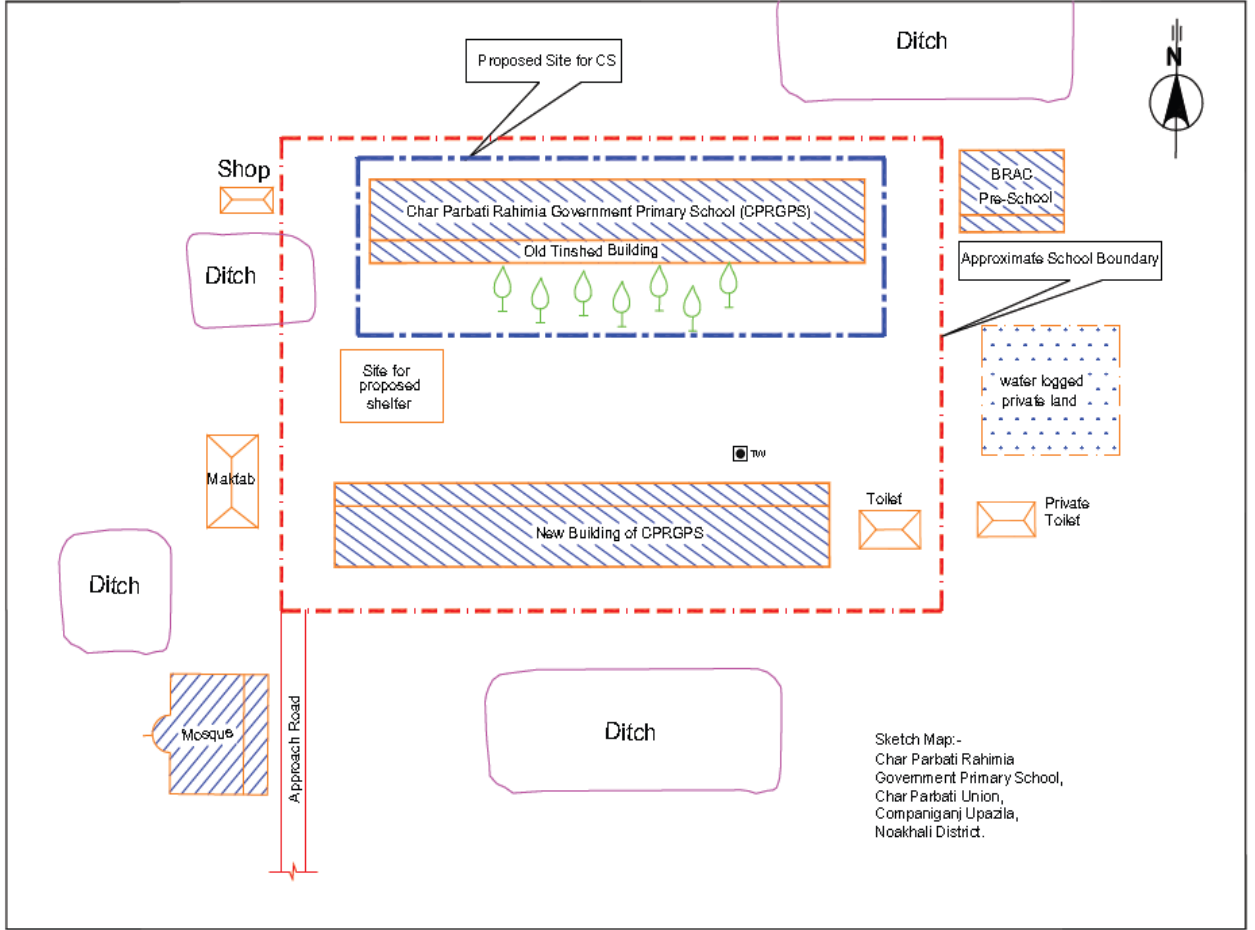 Ditch
Proposed Site for CS
N
Shop
BRAC
Pre-School
Char Parbati Rahimia Government Primary School (CPRGPS)
Old Tinshed Building
Approximate School Boundary
Ditch
Site for
proposed
shelter
water logged
private land
TW
Maktab
Toilet
Private
Toilet
New Building of CPRGPS
Ditch
Mosque
Approach Road
Ditch
Sketch Map:-
Char Parbati Rahimia
Government Primary School,
Char Parbati Union,
Companiganj Upazila,
Noakhali District.